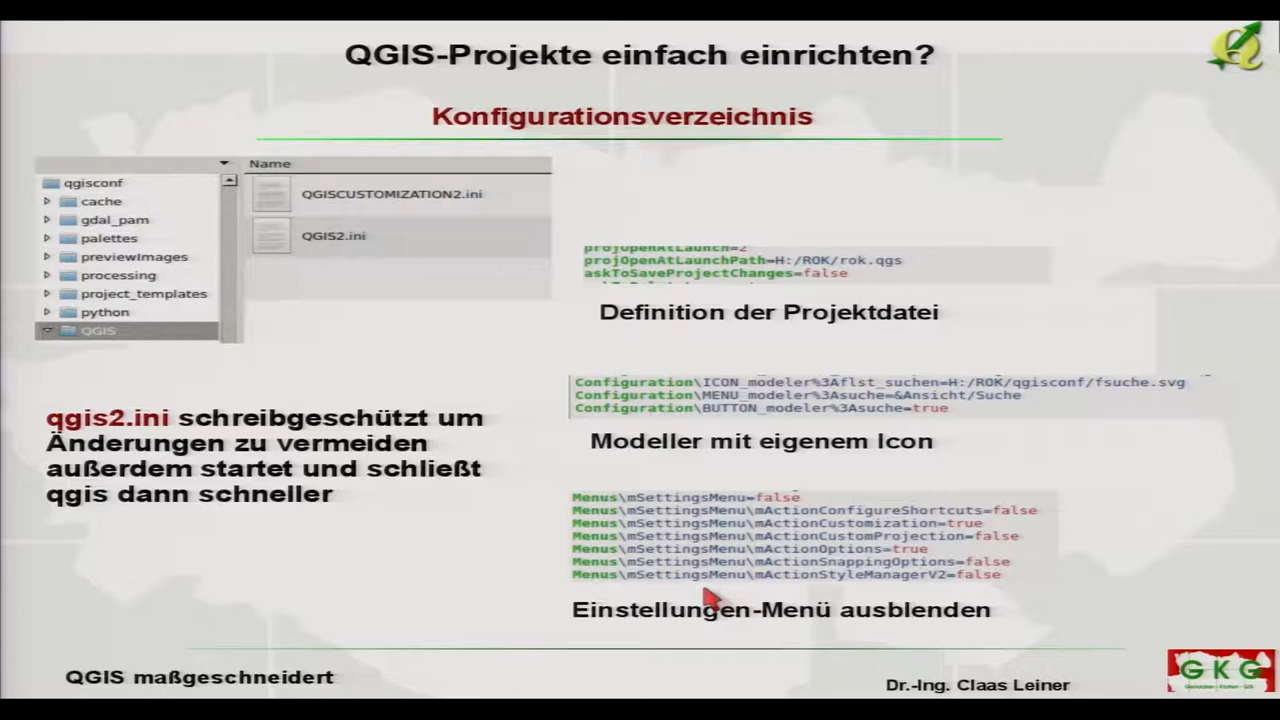 QGIS-Projekte einfach einrichten?
Konfigurationsverzeichnis
Name
qgisconf
cache
gdal_pam
palettes
previewImages
processing
project_templates
python
QGIS
QGISCUSTOMIZATION2.ini
QGIS2.ini
projOpenAtLaunch=2
projOpenAtLaunchPath=H:/ROK/rok.qgs
askToSaveProjectChanges=false
Definition der Projektdatei
Configuration\ICON_modeler%3Aflst_suchen=H:/ROK/qgisconf/fsuche.svg
Configuration\MENU_modeler%3Asuche=&Ansicht/Suche
Configuration\BUTTON_modeler%3Asuche=true
Modeller mit eigenem Icon
qgis2.ini schreibgeschützt um
Änderungen zu vermeiden
außerdem startet und schließt
qgis dann schneller
Menus\mSettingsMenu=false
Menus\mSettingsMenu\mActionConfigureShortcuts=false
Menus\mSettingsMenu\mActionCustomization=true
Menus\mSettingsMenu\mActionCustomProjection=false
Menus\mSettingsMenu\mActionOptions=true
Menus\mSettingsMenu\mActionSnappingOptions=false
Menus\mSettingsMenu\mActionStyleManagerV2=false
Einstellungen-Menü ausblenden
QGIS maßgeschneidert
Dr.-Ing. Claas Leiner
GKG